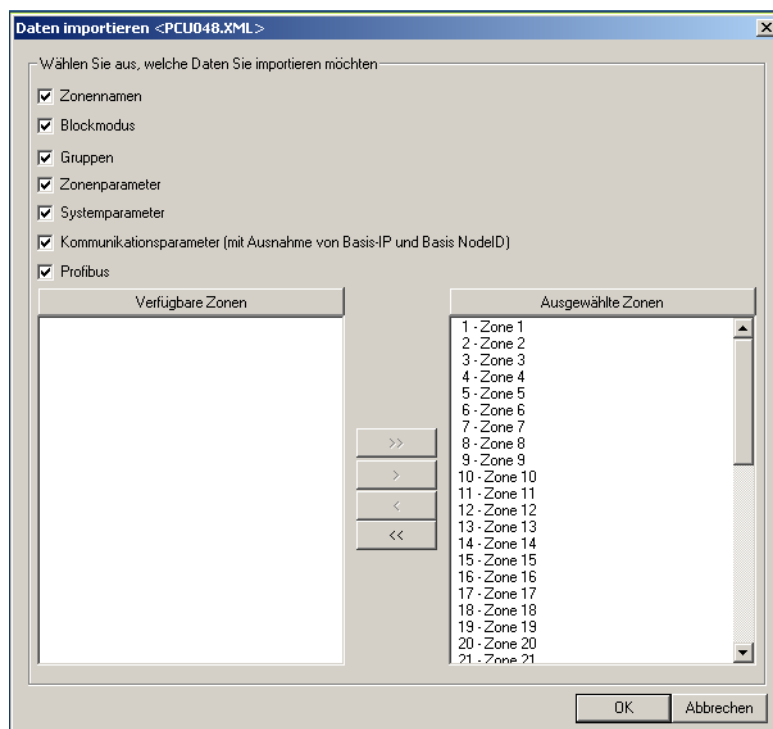 Daten importieren <PCU048.XML>
Wählen Sie aus, welche Daten Sie importieren möchten
Zonennamen
Blockmodus
Gruppen
Zonenparameter
Systemparameter
Kommunikationsparameter (mit Ausnahme von Basis-IP und Basis NodeID)
Profibus
Verfügbare Zonen
>>
>
<
<<
Ausgewählte Zonen
1 - Zone 1
2 - Zone 2
3 - Zone 3
4 - Zone 4
5 - Zone 5
6 - Zone 6
7 - Zone 7
8 - Zone 8
9 - Zone 9
10 - Zone 10
11 - Zone 11
12 - Zone 12
13 - Zone 13
14 - Zone 14
15 - Zone 15
16 - Zone 16
17 - Zone 17
18 - Zone 18
19 - Zone 19
20 - Zone 20
21 - Zone 21
OK
Abbrechen